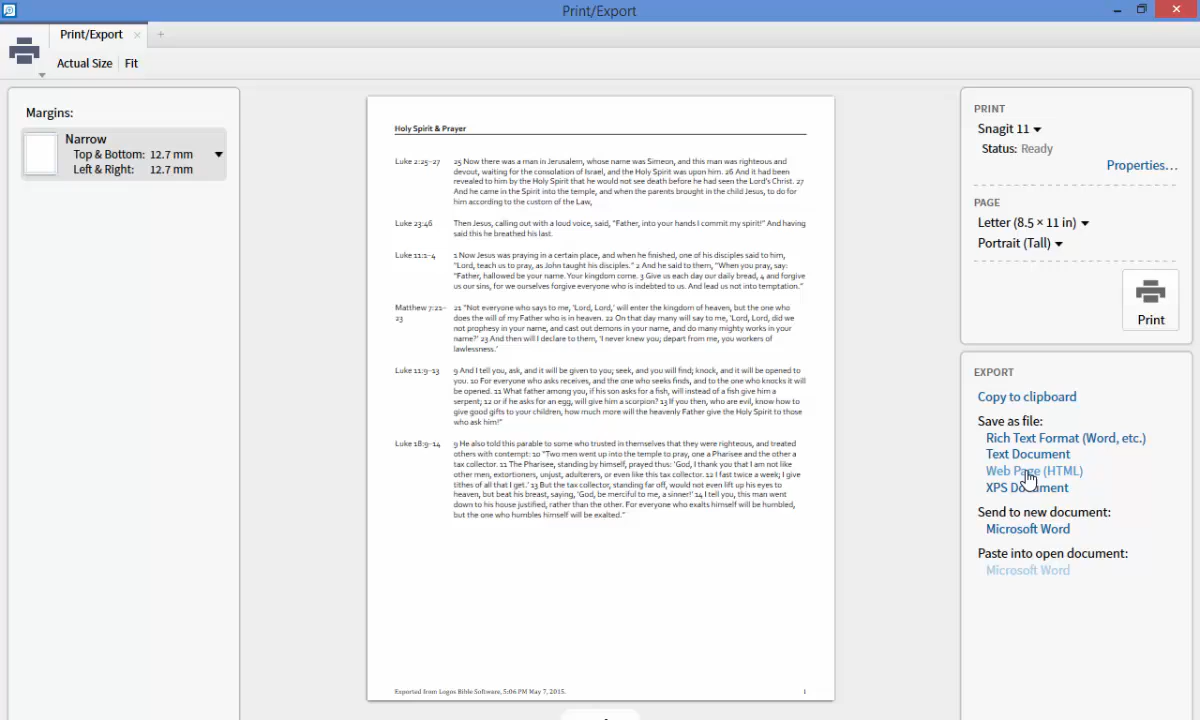 Print/Export
Print/Export × +
Actual Size Fit
Margins:
Narrow
Top & Bottom: 12.7 mm
Left & Right: 12.7 mm
Holy Spirit & Prayer
Luke 2:25–27 25 Now there was a man in Jerusalem, whose name was Simeon, and this man was righteous and
devout, waiting for the consolation of Israel, and the Holy Spirit was upon him. 26 And it had been
revealed to him by the Holy Spirit that he would not see death before he had seen the Lord's Christ. 27
And he came in the Spirit into the temple, and when the parents brought in the child Jesus, to do for
him according to the custom of the Law,
Luke 23:46 Then Jesus, calling out with a loud voice, said, "Father, into your hands I commit my spirit!" And having
said this he breathed his last.
Luke 11:1–4 1 Now Jesus was praying in a certain place, and when he finished, one of his disciples said to him,
"Lord, teach us to pray, as John taught his disciples." 2 And he said to them, "When you pray, say:
"Father, hallowed be your name. Your kingdom come. 3 Give us each day our daily bread, 4 and forgive
us our sins, for we ourselves forgive everyone who is indebted to us. And lead us not into temptation."
Matthew 7:21– 21 "Not everyone who says to me, 'Lord, Lord,' will enter the kingdom of heaven, but the one who
23 does the will of my Father who is in heaven. 22 On that day many will say to me, 'Lord, Lord, did we
not prophesy in your name, and cast out demons in your name, and do many mighty works in your
name?' 23 And then will I declare to them, 'I never knew you; depart from me, you workers of
lawlessness.'
Luke 11:9–13 9 And I tell you, ask, and it will be given to you; seek, and you will find; knock, and it will be opened to
you. 10 For everyone who asks receives, and the one who seeks finds, and to the one who knocks it will
be opened. 11 What father among you, if his son asks for a fish, will instead of a fish give him a
serpent; 12 or if he asks for an egg, will give him a scorpion? 13 If you then, who are evil, know how to
give good gifts to your children, how much more will the heavenly Father give the Holy Spirit to those
who ask him!"
Luke 18:9–14 9 He also told this parable to some who trusted in themselves that they were righteous, and treated
others with contempt: 10 "Two men went up into the temple to pray, one a Pharisee and the other a
tax collector. 11 The Pharisee, standing by himself, prayed thus: 'God, I thank you that I am not like
other men, extortioners, unjust, adulterers, or even like this tax collector. 12 I fast twice a week; I give
tithes of all that I get.' 13 But the tax collector, standing far off, would not even lift up his eyes to
heaven, but beat his breast, saying, 'God, be merciful to me, a sinner!' 14 I tell you, this man went
down to his house justified, rather than the other. For everyone who exalts himself will be humbled,
but the one who humbles himself will be exalted."
Exported from Logos Bible Software, 5:06 PM May 7, 2015. 1
PRINT
Snagit 11
Status: Ready
Properties…
PAGE
Letter (8.5 × 11 in)
Portrait (Tall)
Print
EXPORT
Copy to clipboard
Save as file:
Rich Text Format (Word, etc.)
Text Document
Web Page (HTML)
XPS Document
Send to new document:
Microsoft Word
Paste into open document:
Microsoft Word